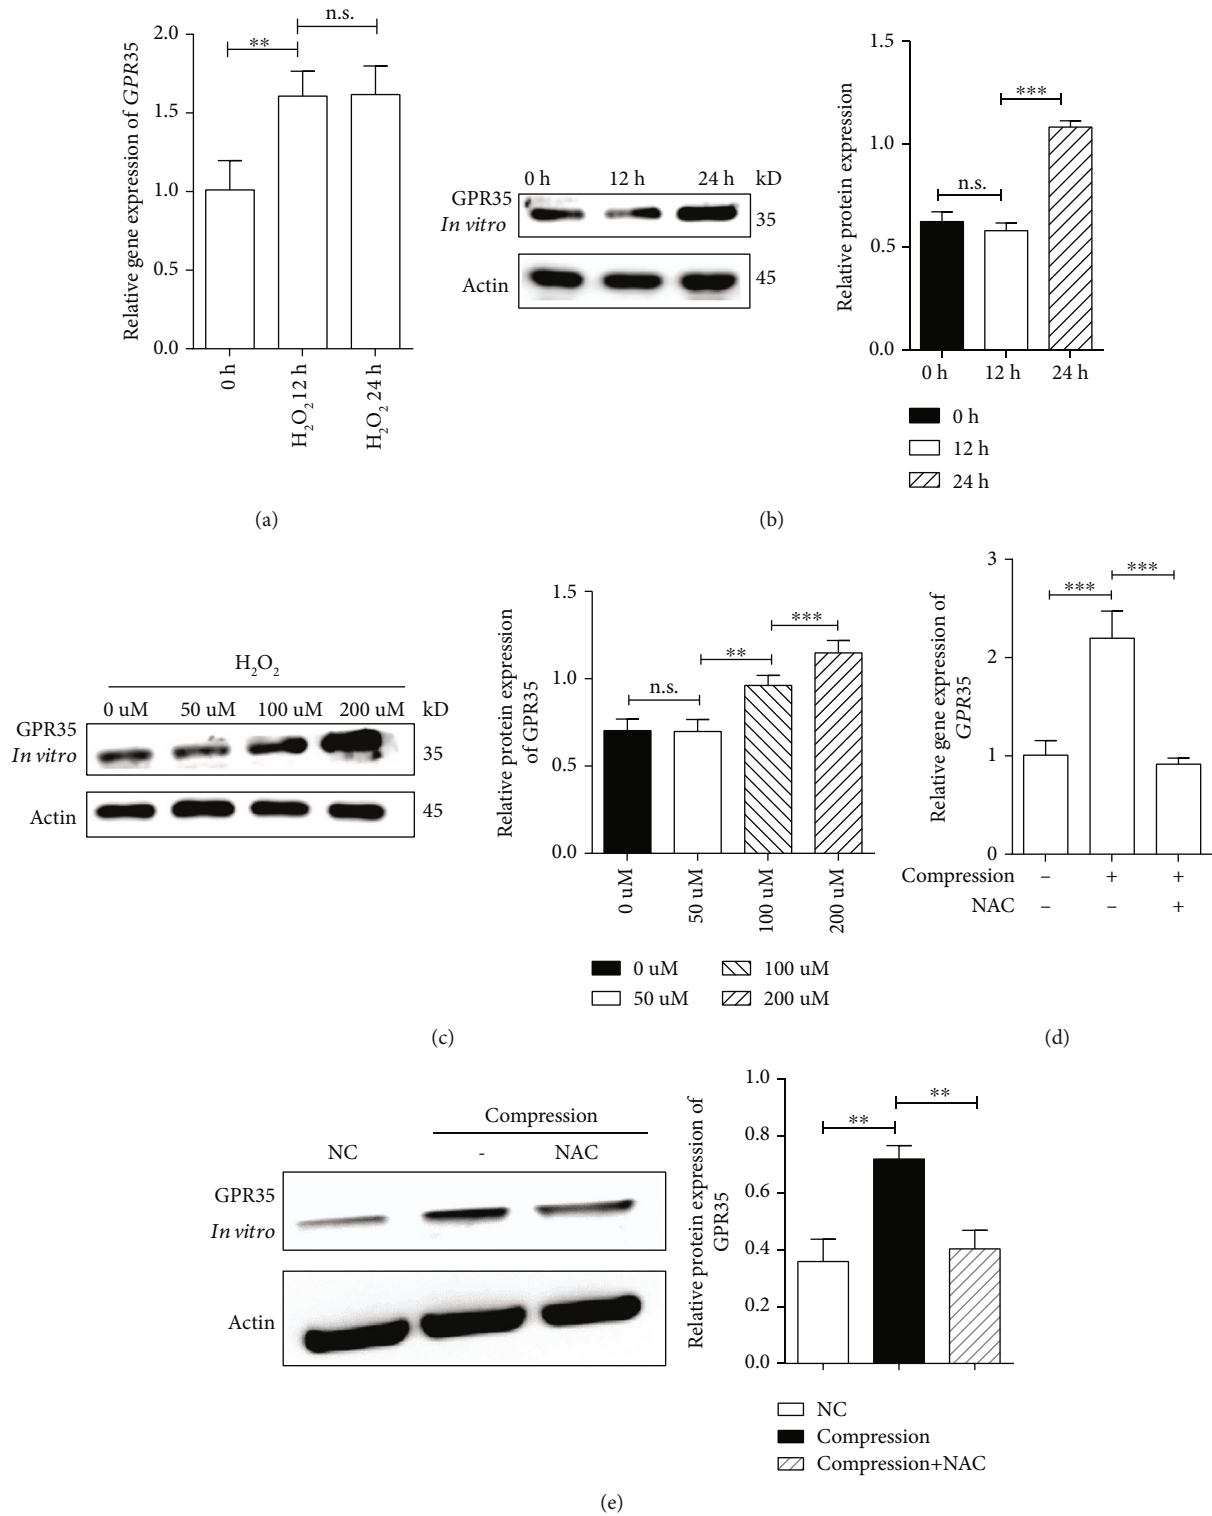 n.s.
**
2.0
1.5
1.0
0.5
0.0
Relative gene expression of GPR35
0 h
H2O2 12 h
H2O2 24 h
(a)
0 h 12 h 24 h kD
GPR35
In vitro
35
Actin
45
1.5
1.0
0.5
0.0
Relative protein expression
***
n.s.
0 h 12 h 24 h
0 h
12 h
24 h
(b)
H2O2
0 uM 50 uM 100 uM 200 uM kD
GPR35
In vitro
35
Actin
45
1.5
1.0
0.5
0.0
Relative protein expression
of GPR35
***
**
n.s.
0 uM
50 uM
100 uM
200 uM
0 uM
50 uM
100 uM
200 uM
(c)
3
2
1
0
Relative gene expression of
GPR35
***
***
Compression – + +
NAC – – +
(d)
Compression
NC - NAC
GPR35
In vitro
Actin
1.0
0.8
0.6
0.4
0.2
0.0
Relative protein expression of
GPR35
**
**
NC
Compression
Compression+NAC
(e)